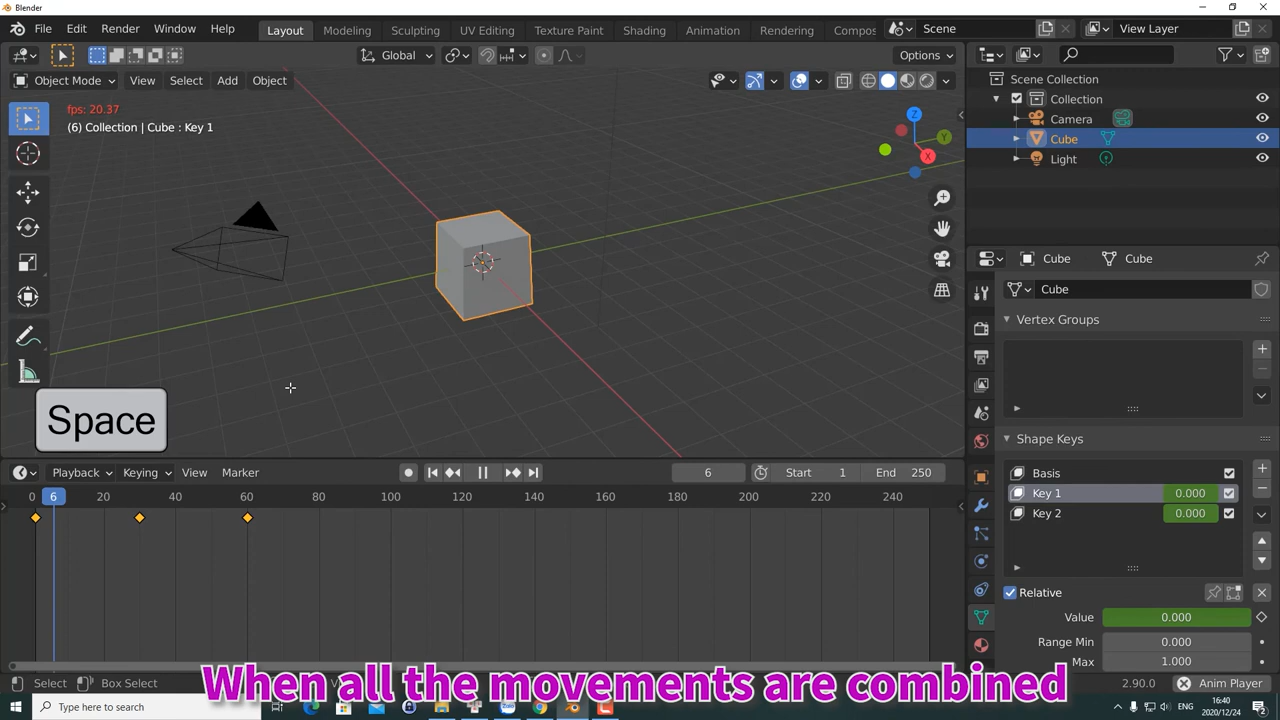 Blender
File Edit Render Window Help Layout Modeling Sculpting UV Editing Texture Paint Shading Animation Rendering Compos Scene View Layer
Global Options
Object Mode View Select Add Object
fps: 20.37
(6) Collection | Cube : Key 1
Z
Y
X
Scene Collection
Collection
Camera
Cube
Light
Cube Cube
Cube
Vertex Groups
Shape Keys
Basis
Key 1 0.000
Key 2 0.000
Relative
Value 0.000
Range Min 0.000
Max 1.000
Space
Playback Keying View Marker 6 Start 1 End 250
0 6 20 40 60 80 100 120 140 160 180 200 220 240
Select Box Select 2.90.0 Anim Player
When all the movements are combined
Type here to search
16:40
2020/12/24